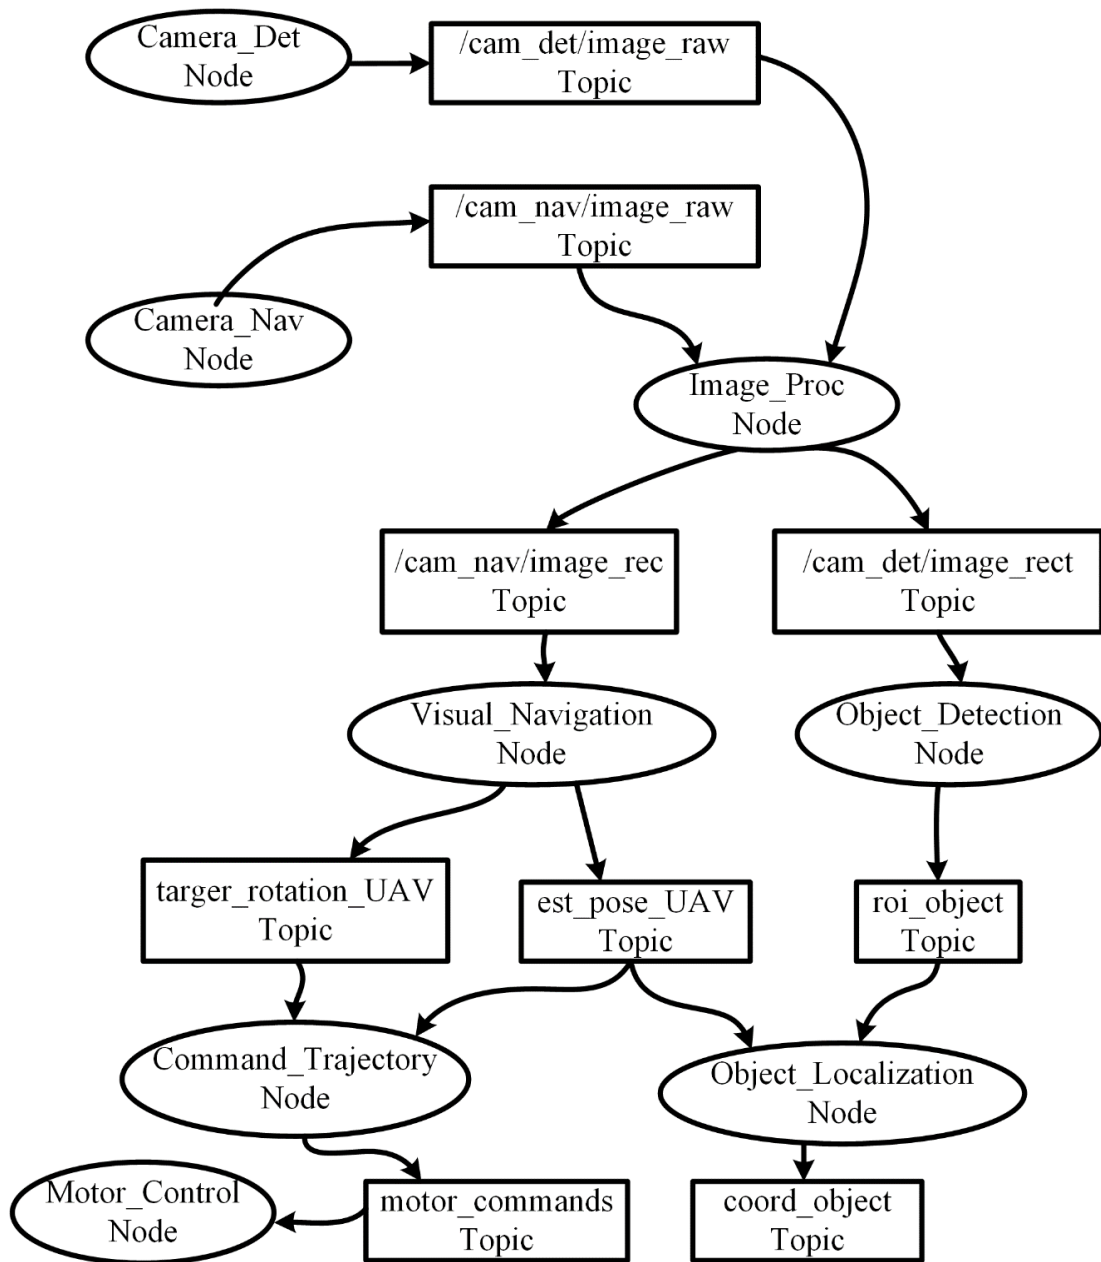 Camera_Det
Node
/cam_det/image_raw
Topic
/cam_nav/image_raw
Topic
Camera_Nav
Node
Image_Proc
Node
/cam_nav/image_rec
Topic
/cam_det/image_rect
Topic
Visual_Navigation
Node
Object_Detection
Node
targer_rotation_UAV
Topic
est_pose_UAV
Topic
roi_object
Topic
Command_Trajectory
Node
Object_Localization
Node
Motor_Control
Node
motor_commands
Topic
coord_object
Topic